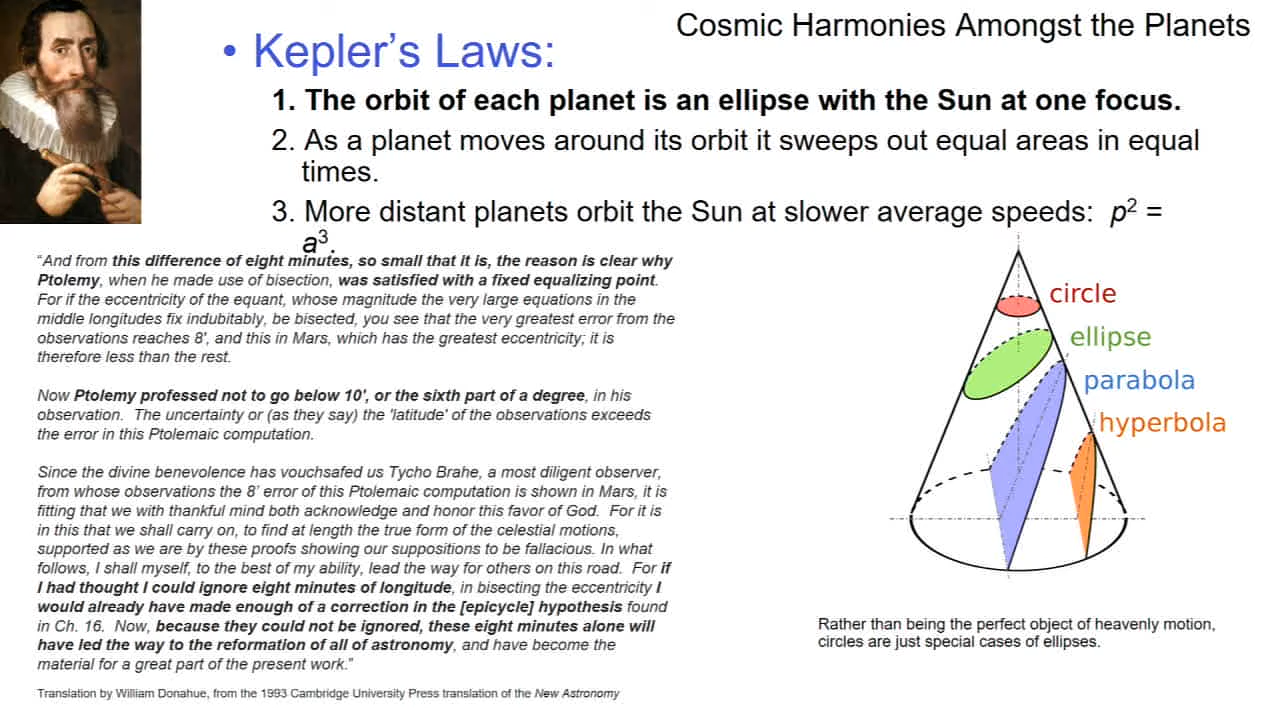 Cosmic Harmonies Amongst the Planets
• Kepler's Laws:
1. The orbit of each planet is an ellipse with the Sun at one focus.
2. As a planet moves around its orbit it sweeps out equal areas in equal
times.
3. More distant planets orbit the Sun at slower average speeds: p² =
a³.
"And from this difference of eight minutes, so small that it is, the reason is clear why
Ptolemy, when he made use of bisection, was satisfied with a fixed equalizing point.
For if the eccentricity of the equant, whose magnitude the very large equations in the
middle longitudes fix indubitably, be bisected, you see that the very greatest error from the
observations reaches 8', and this in Mars, which has the greatest eccentricity; it is
therefore less than the rest.
Now Ptolemy professed not to go below 10', or the sixth part of a degree, in his
observation. The uncertainty or (as they say) the 'latitude' of the observations exceeds
the error in this Ptolemaic computation.
Since the divine benevolence has vouchsafed us Tycho Brahe, a most diligent observer,
from whose observations the 8' error of this Ptolemaic computation is shown in Mars, it is
fitting that we with thankful mind both acknowledge and honor this favor of God. For it is
in this that we shall carry on, to find at length the true form of the celestial motions,
supported as we are by these proofs showing our suppositions to be fallacious. In what
follows, I shall myself, to the best of my ability, lead the way for others on this road. For if
I had thought I could ignore eight minutes of longitude, in bisecting the eccentricity I
would already have made enough of a correction in the [epicycle] hypothesis found
in Ch. 16. Now, because they could not be ignored, these eight minutes alone will
have led the way to the reformation of all of astronomy, and have become the
material for a great part of the present work."
Translation by William Donahue, from the 1993 Cambridge University Press translation of the New Astronomy
circle
ellipse
parabola
hyperbola
Rather than being the perfect object of heavenly motion,
circles are just special cases of ellipses.